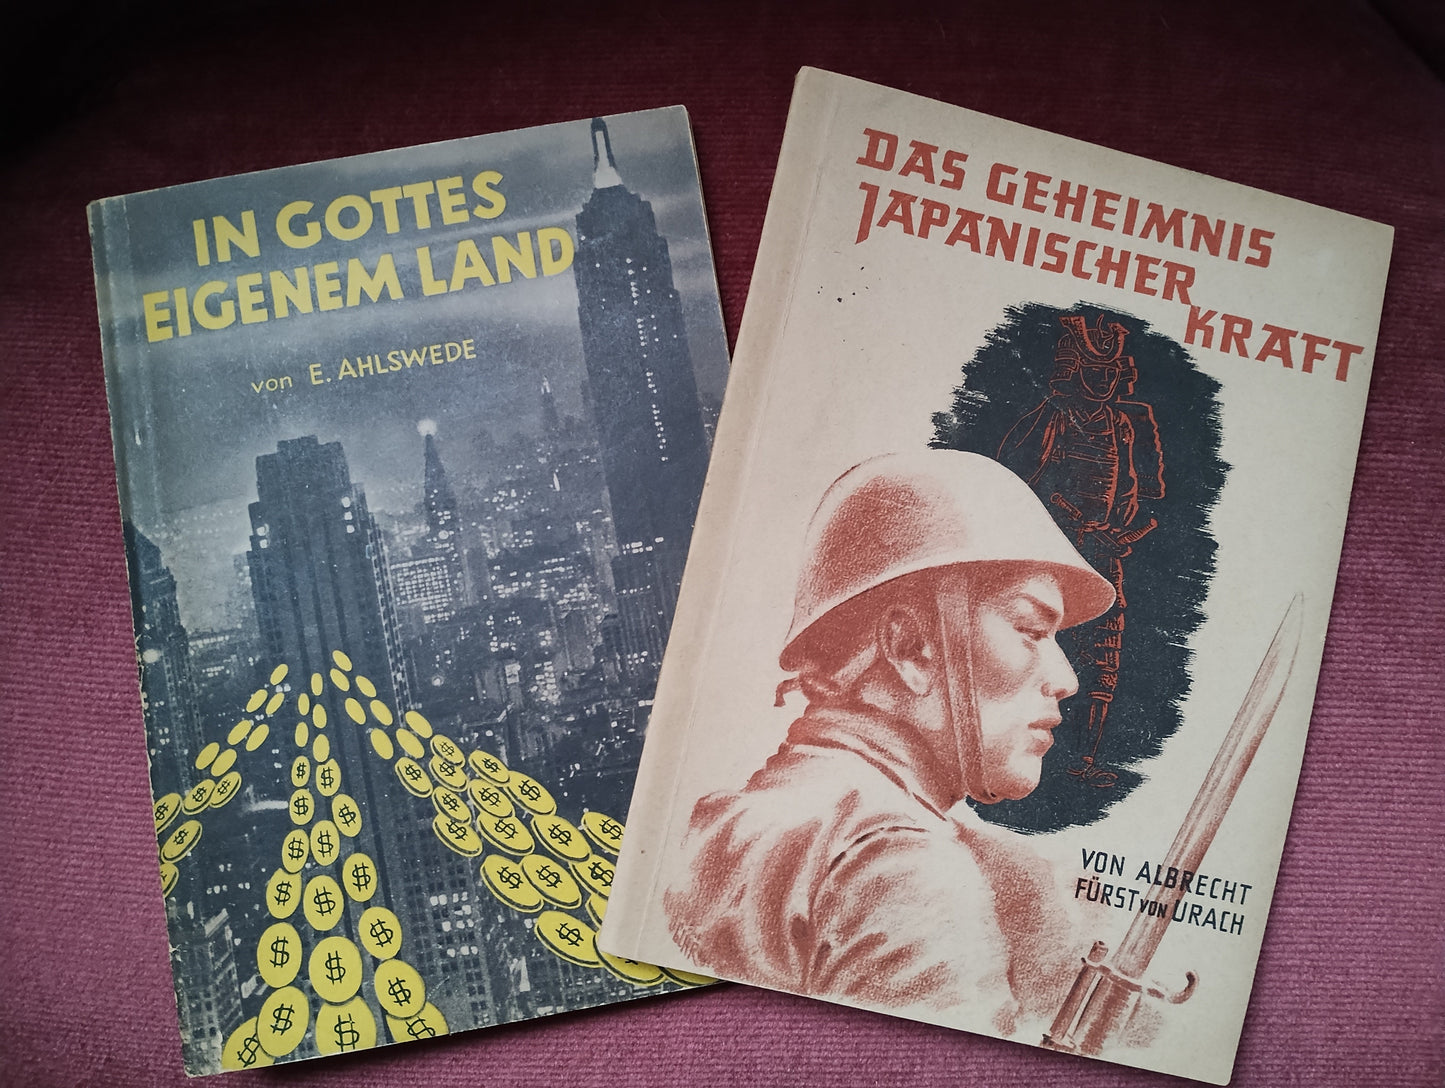 IN GOTTES
EIGENEM LAND
von E. AHLSWEDE
DAS GEHEIMNIS
JAPANISCHER
KRAFT
VON ALBRECHT
FÜRST VON URACH